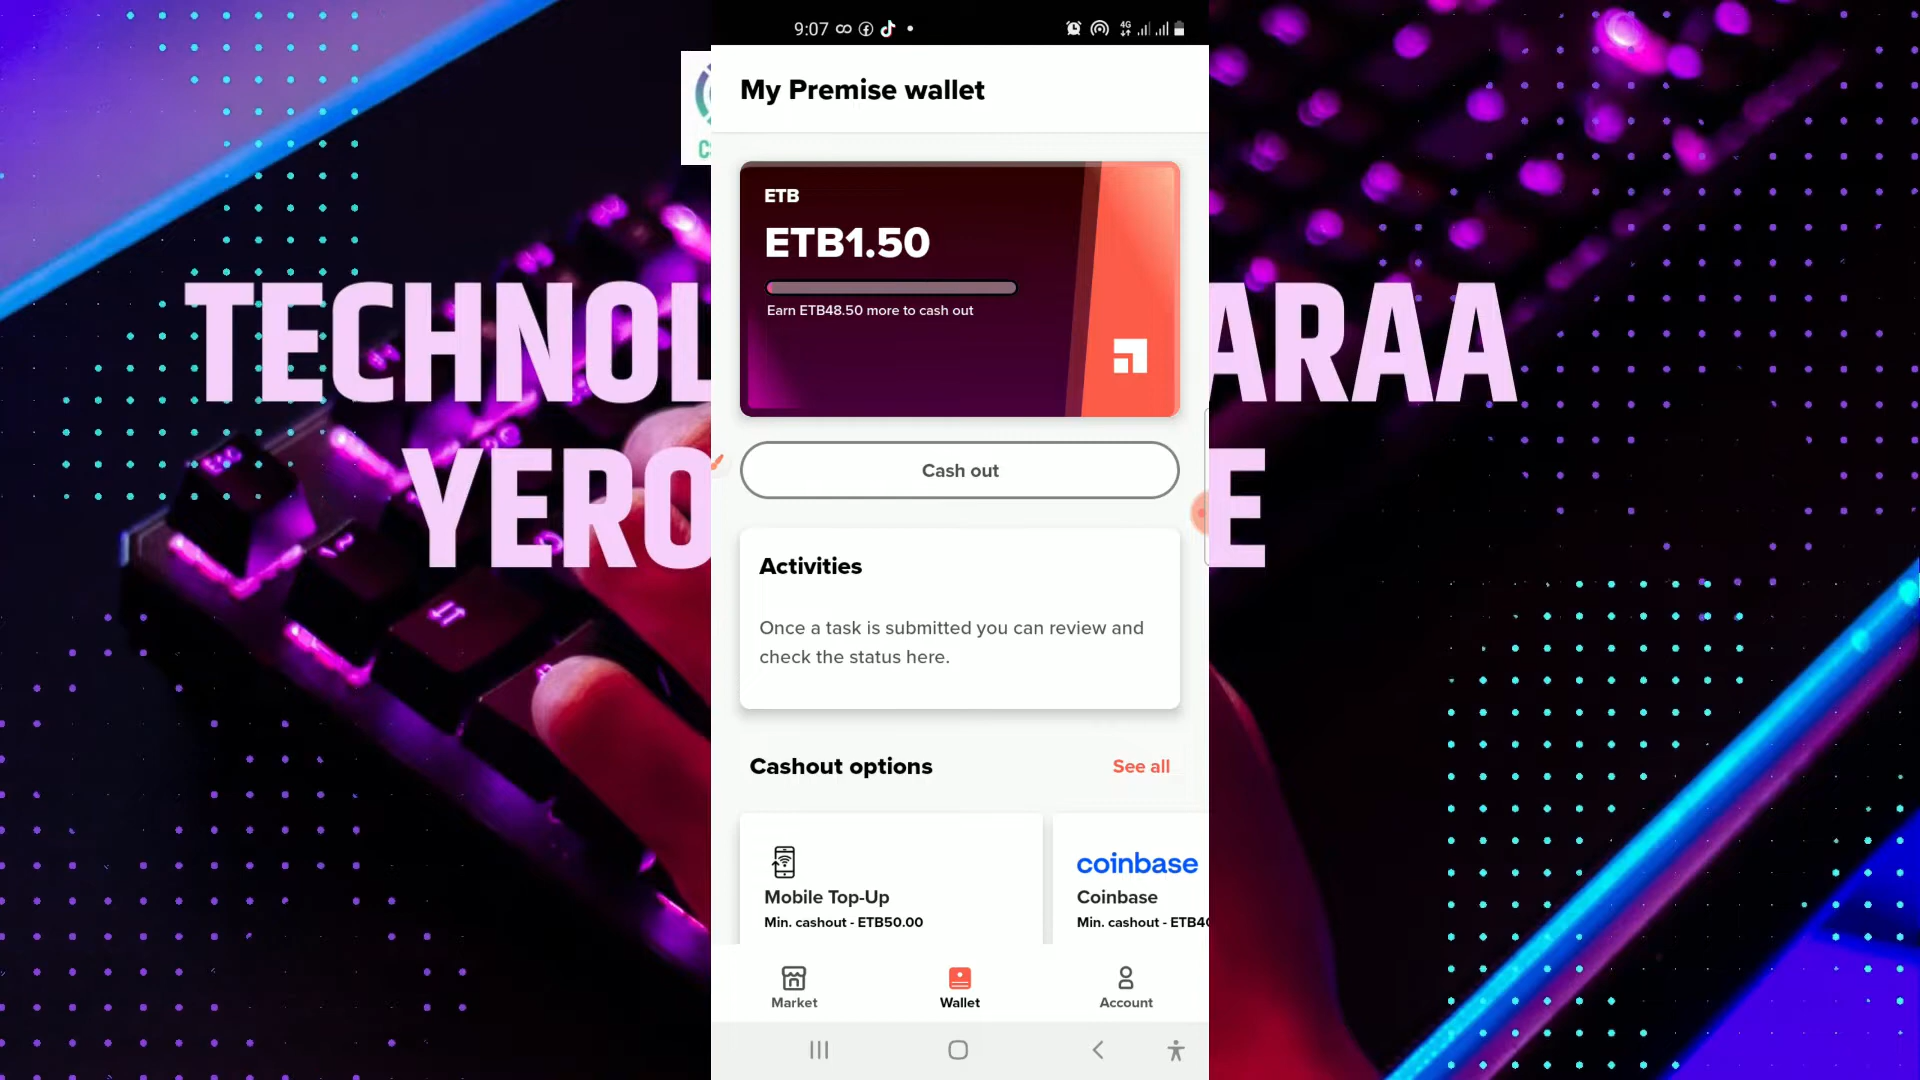 9:07
4G
My Premise wallet
ETB
ETB1.50
Earn ETB48.50 more to cash out
Cash out
Activities
Once a task is submitted you can review and
check the status here.
Cashout options
See all
Mobile Top-Up
Min. cashout - ETB50.00
coinbase
Coinbase
Min. cashout - ETB40
Market
Wallet
Account
TECHNOL
ARAA
YERO
E